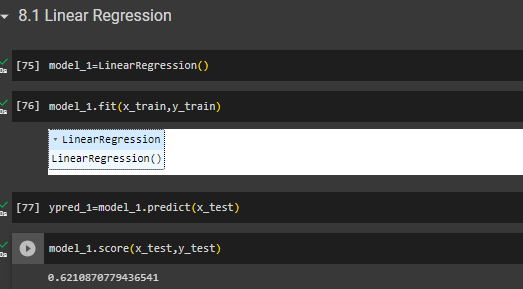 8.1 Linear Regression
[75] model_1=LinearRegression()
[76] model_1.fit(x_train,y_train)
LinearRegression
LinearRegression()
[77] ypred_1=model_1.predict(x_test)
model_1.score(x_test,y_test)
0.6210870779436541